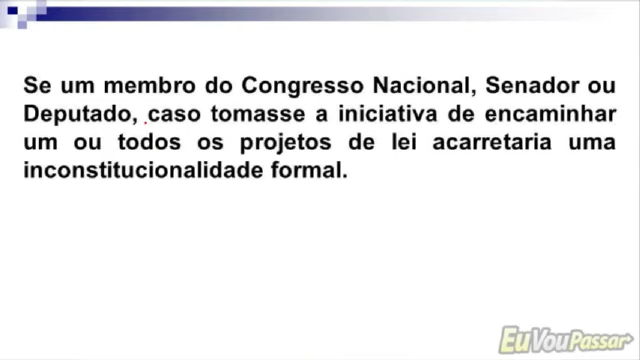 Se um membro do Congresso Nacional, Senador ou
Deputado, caso tomasse a iniciativa de encaminhar
um ou todos os projetos de lei acarretaria uma
inconstitucionalidade formal.
EuVouPassar